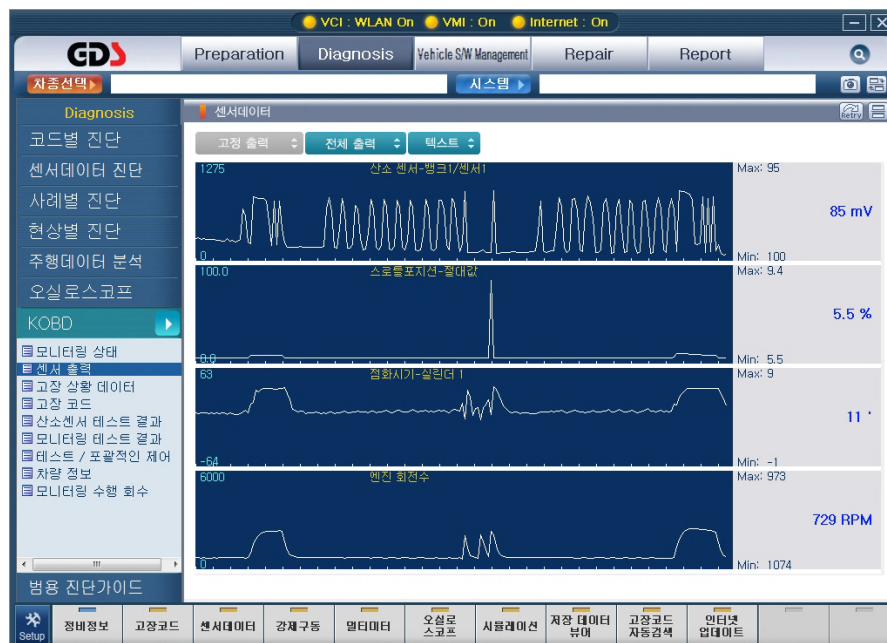 VCI : WLAN On VMI : On Internet : On
GDS Preparation Diagnosis Vehicle S/W Management Repair Report
차종선택 시스템
Diagnosis
코드별 진단
센서데이터 진단
사례별 진단
현상별 진단
주행데이터 분석
오실로스코프
KOBD
모니터링 상태
센서 출력
고장 상황 데이터
고장 코드
산소센서 테스트 결과
모니터링 테스트 결과
테스트 / 포괄적인 제어
차량 정보
모니터링 수행 회수
범용 진단가이드
센서데이터
Retry
고정 출력 전체 출력 텍스트
1275 산소 센서-뱅크1/센서1 Max: 95
85 mV
0 Min: 100
100.0 스로틀포지션-절대값 Max: 9.4
5.5 %
0.0 Min: 5.5
63 점화시기-실린더 1 Max: 9
11 °
-64 Min: -1
6000 엔진 회전수 Max: 973
729 RPM
0 Min: 1074
Setup 정비정보 고장코드 센서데이터 강제구동 멀티미터 오실로스코프 시뮬레이션 저장 데이터 뷰어 고장코드 자동검색 인터넷 업데이트